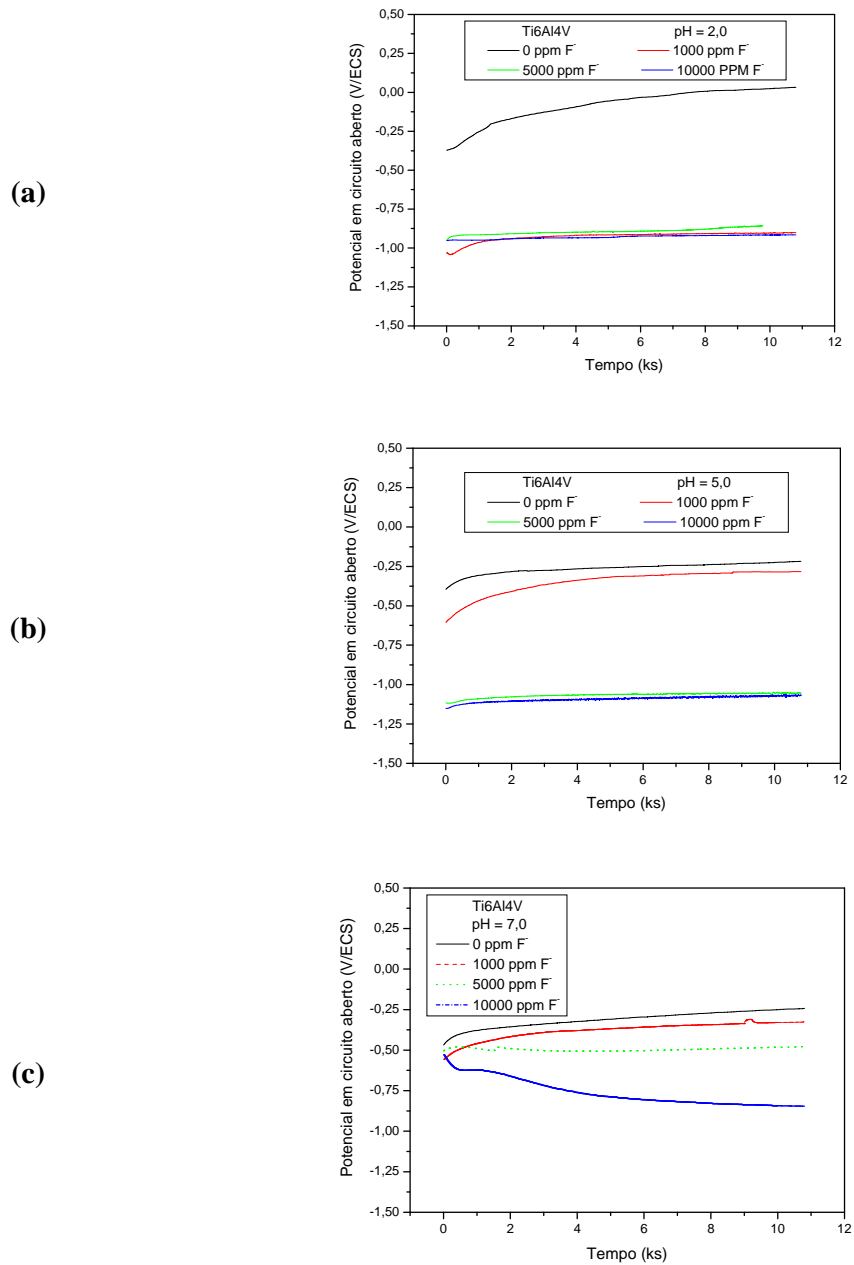 (a)
Ti6Al4V pH = 2,0
0 ppm F- 1000 ppm F-
5000 ppm F- 10000 PPM F-
0,50
0,25
0,00
-0,25
-0,50
-0,75
-1,00
-1,25
-1,50
Potencial em circuito aberto (V/ECS)
0 2 4 6 8 10 12
Tempo (ks)
(b)
Ti6Al4V pH = 5,0
0 ppm F- 1000 ppm F-
5000 ppm F- 10000 ppm F-
0,50
0,25
0,00
-0,25
-0,50
-0,75
-1,00
-1,25
-1,50
Potencial em circuito aberto (V/ECS)
0 2 4 6 8 10 12
Tempo (ks)
(c)
Ti6Al4V
pH = 7,0
0 ppm F-
1000 ppm F-
5000 ppm F-
10000 ppm F-
0,50
0,25
0,00
-0,25
-0,50
-0,75
-1,00
-1,25
-1,50
Potencial em circuito aberto (V/ECS)
0 2 4 6 8 10 12
Tempo (ks)